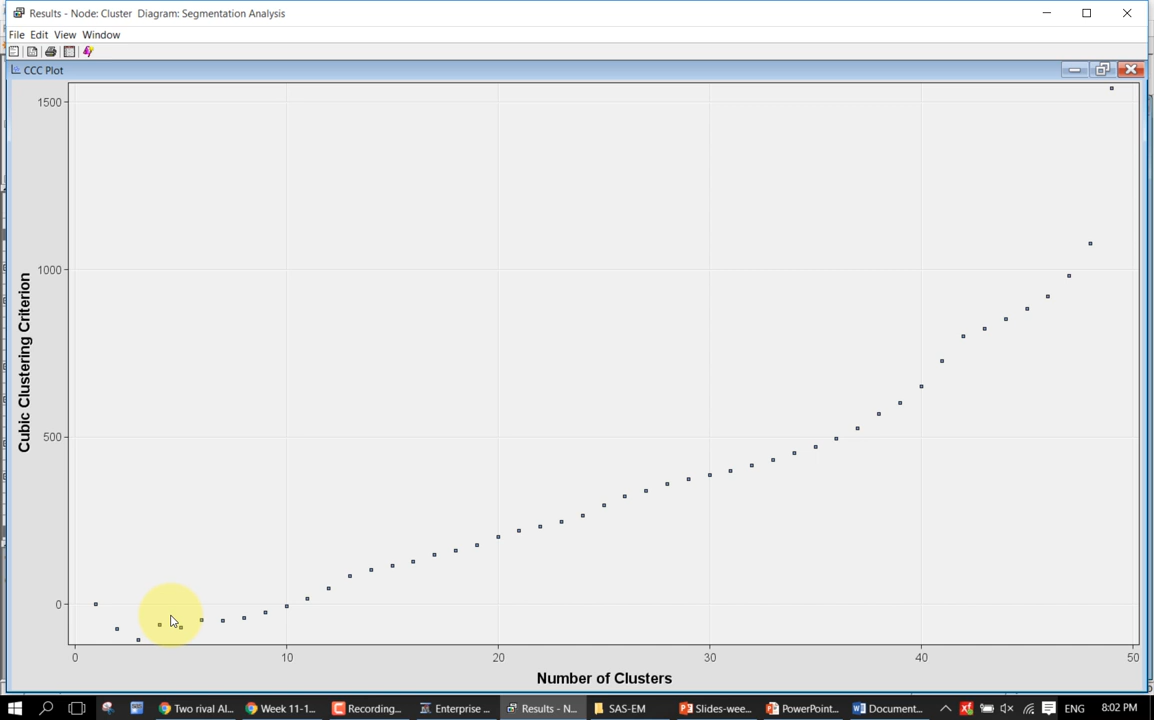 Results - Node: Cluster Diagram: Segmentation Analysis
File Edit View Window
CCC Plot
1500
1000
500
0
Cubic Clustering Criterion
0 10 20 30 40 50
Number of Clusters
Two rival Al... Week 11-1... Recording... Enterprise ... Results - N... SAS-EM Slides-wee... PowerPoint... Document... ENG 8:02 PM